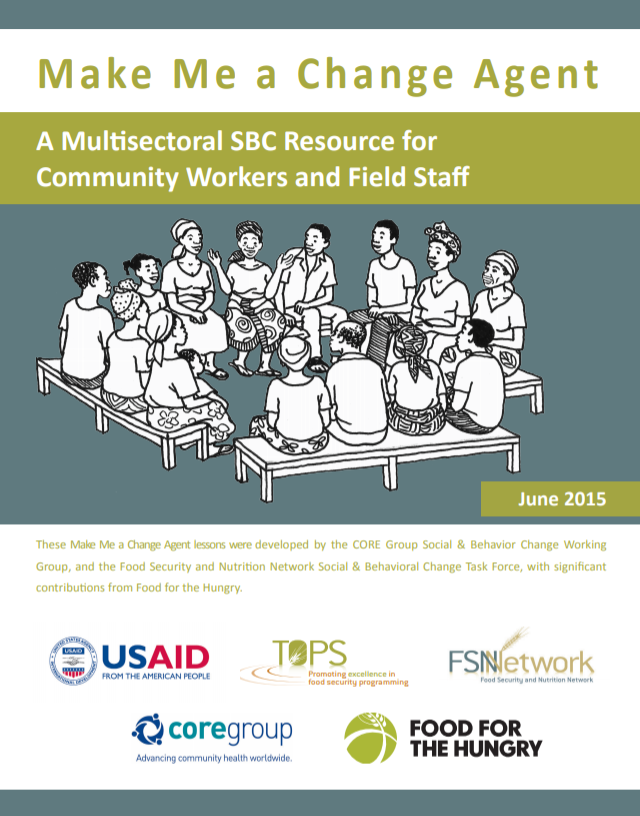 Make Me a Change Agent
A Multisectoral SBC Resource for
Community Workers and Field Staff
June 2015
These Make Me a Change Agent lessons were developed by the CORE Group Social & Behavior Change Working
Group, and the Food Security and Nutrition Network Social & Behavioral Change Task Force, with significant
contributions from Food for the Hungry.
USAID
USAID
FROM THE AMERICAN PEOPLE
TOPS
Promoting excellence in
food security programming
FSNNetwork
Food Security and Nutrition Network
coregroup
Advancing community health worldwide.
FOOD FOR
THE HUNGRY